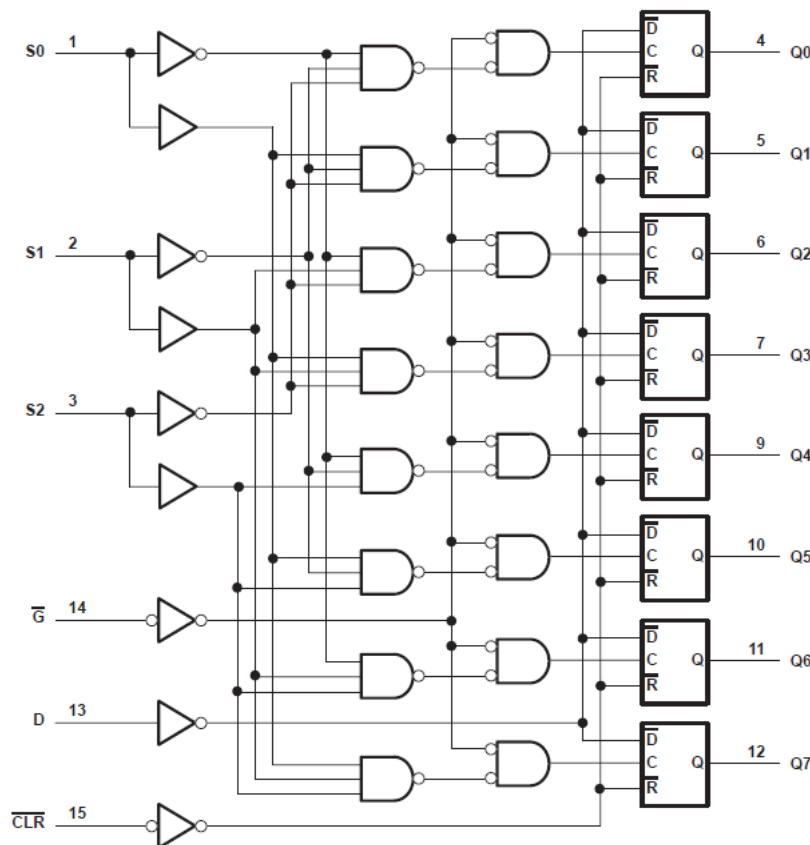 S0 1
D̅
C Q 4 Q0
R̅
D̅
C Q 5 Q1
R̅
S1 2
D̅
C Q 6 Q2
R̅
D̅
C Q 7 Q3
R̅
S2 3
D̅
C Q 9 Q4
R̅
D̅
C Q 10 Q5
R̅
G̅ 14
D̅
C Q 11 Q6
R̅
D 13
D̅
C Q 12 Q7
R̅
C̅L̅R̅ 15